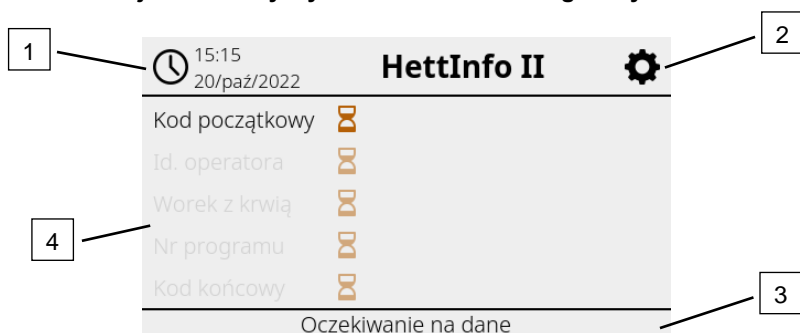 1
2
15:15
20/paź/2022
HettInfo II
Kod początkowy
Id. operatora
Worek z krwią
4
Nr programu
Kod końcowy
3
Oczekiwanie na dane